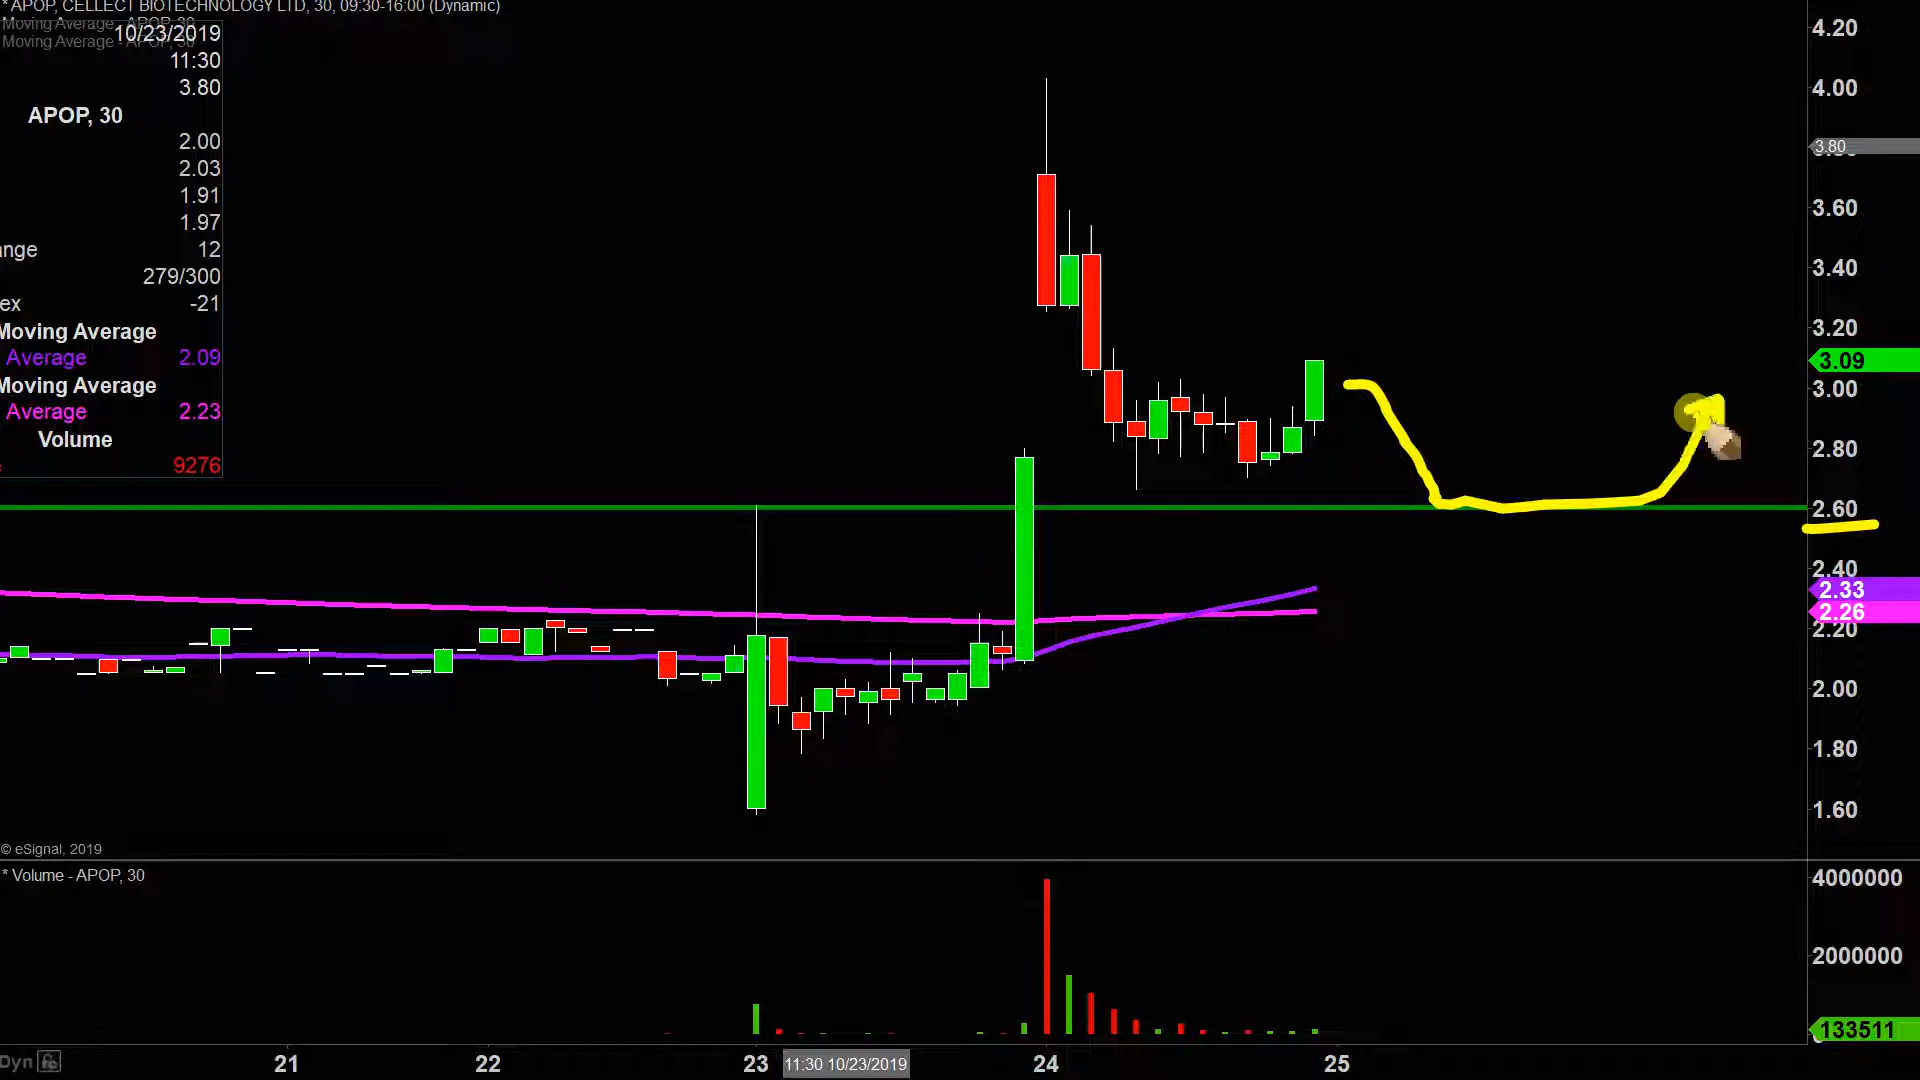 * APOP, CELLECT BIOTECHNOLOGY LTD, 30, 09:30-16:00 (Dynamic)
Moving Average - APOP, 30
Moving Average - APOP, 30
10/23/2019
11:30
3.80
APOP, 30
2.00
2.03
1.91
1.97
ange 12
279/300
ex -21
Moving Average
Average 2.09
Moving Average
Average 2.23
Volume
9276
4.20
4.00
3.80
3.60
3.40
3.20
3.09
3.00
2.80
2.60
2.40
2.33
2.26
2.20
2.00
1.80
1.60
© eSignal, 2019
* Volume - APOP, 30
4000000
2000000
133511
Dyn
21
22
23
11:30 10/23/2019
24
25